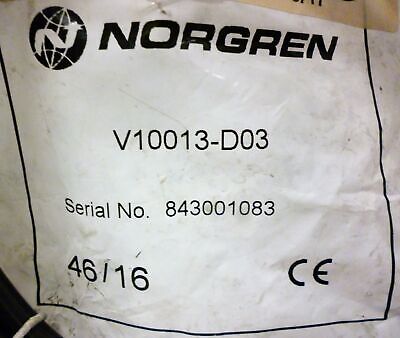 NORGREN
V10013-D03
Serial No. 843001083
46/16 CE